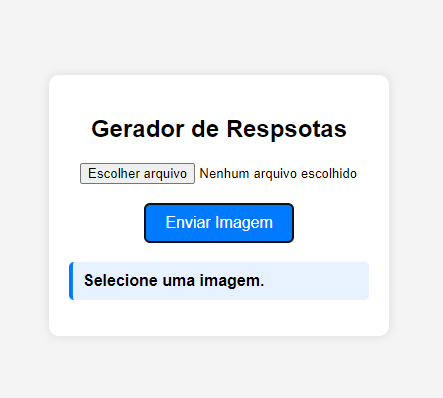 Gerador de Respsotas
Escolher arquivo Nenhum arquivo escolhido
Enviar Imagem
Selecione uma imagem.